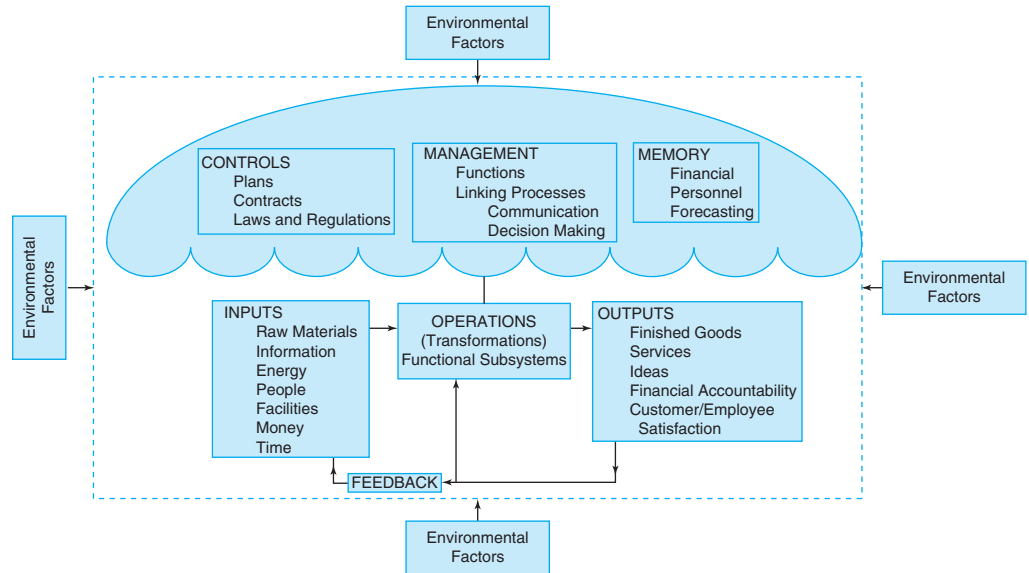 Environmental
Factors
CONTROLS
Plans
Contracts
Laws and Regulations
MANAGEMENT
Functions
Linking Processes
Communication
Decision Making
MEMORY
Financial
Personnel
Forecasting
Environmental
Factors
Environmental
Factors
INPUTS
Raw Materials
Information
Energy
People
Facilities
Money
Time
OPERATIONS
(Transformations)
Functional Subsystems
OUTPUTS
Finished Goods
Services
Ideas
Financial Accountability
Customer/Employee
Satisfaction
FEEDBACK
Environmental
Factors